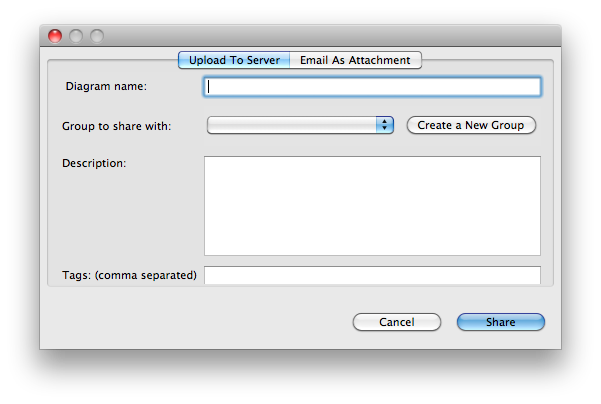 Upload To Server Email As Attachment
Diagram name:
Group to share with: Create a New Group
Description:
Tags: (comma separated)
Cancel Share